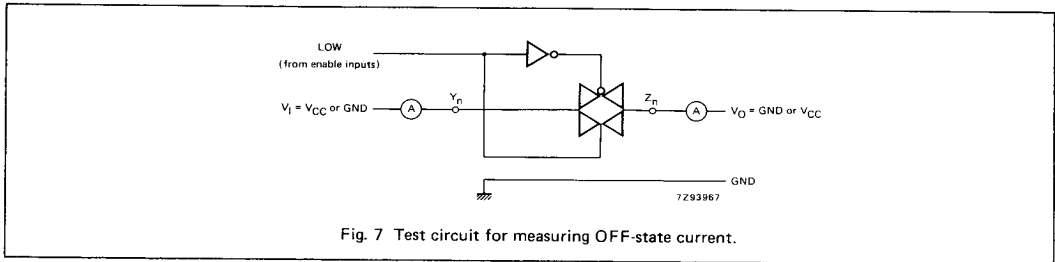 LOW
(from enable inputs)
V_I = V_CC or GND
A
Y_n
Z_n
A
V_O = GND or V_CC
GND
7Z93967
Fig. 7 Test circuit for measuring OFF-state current.